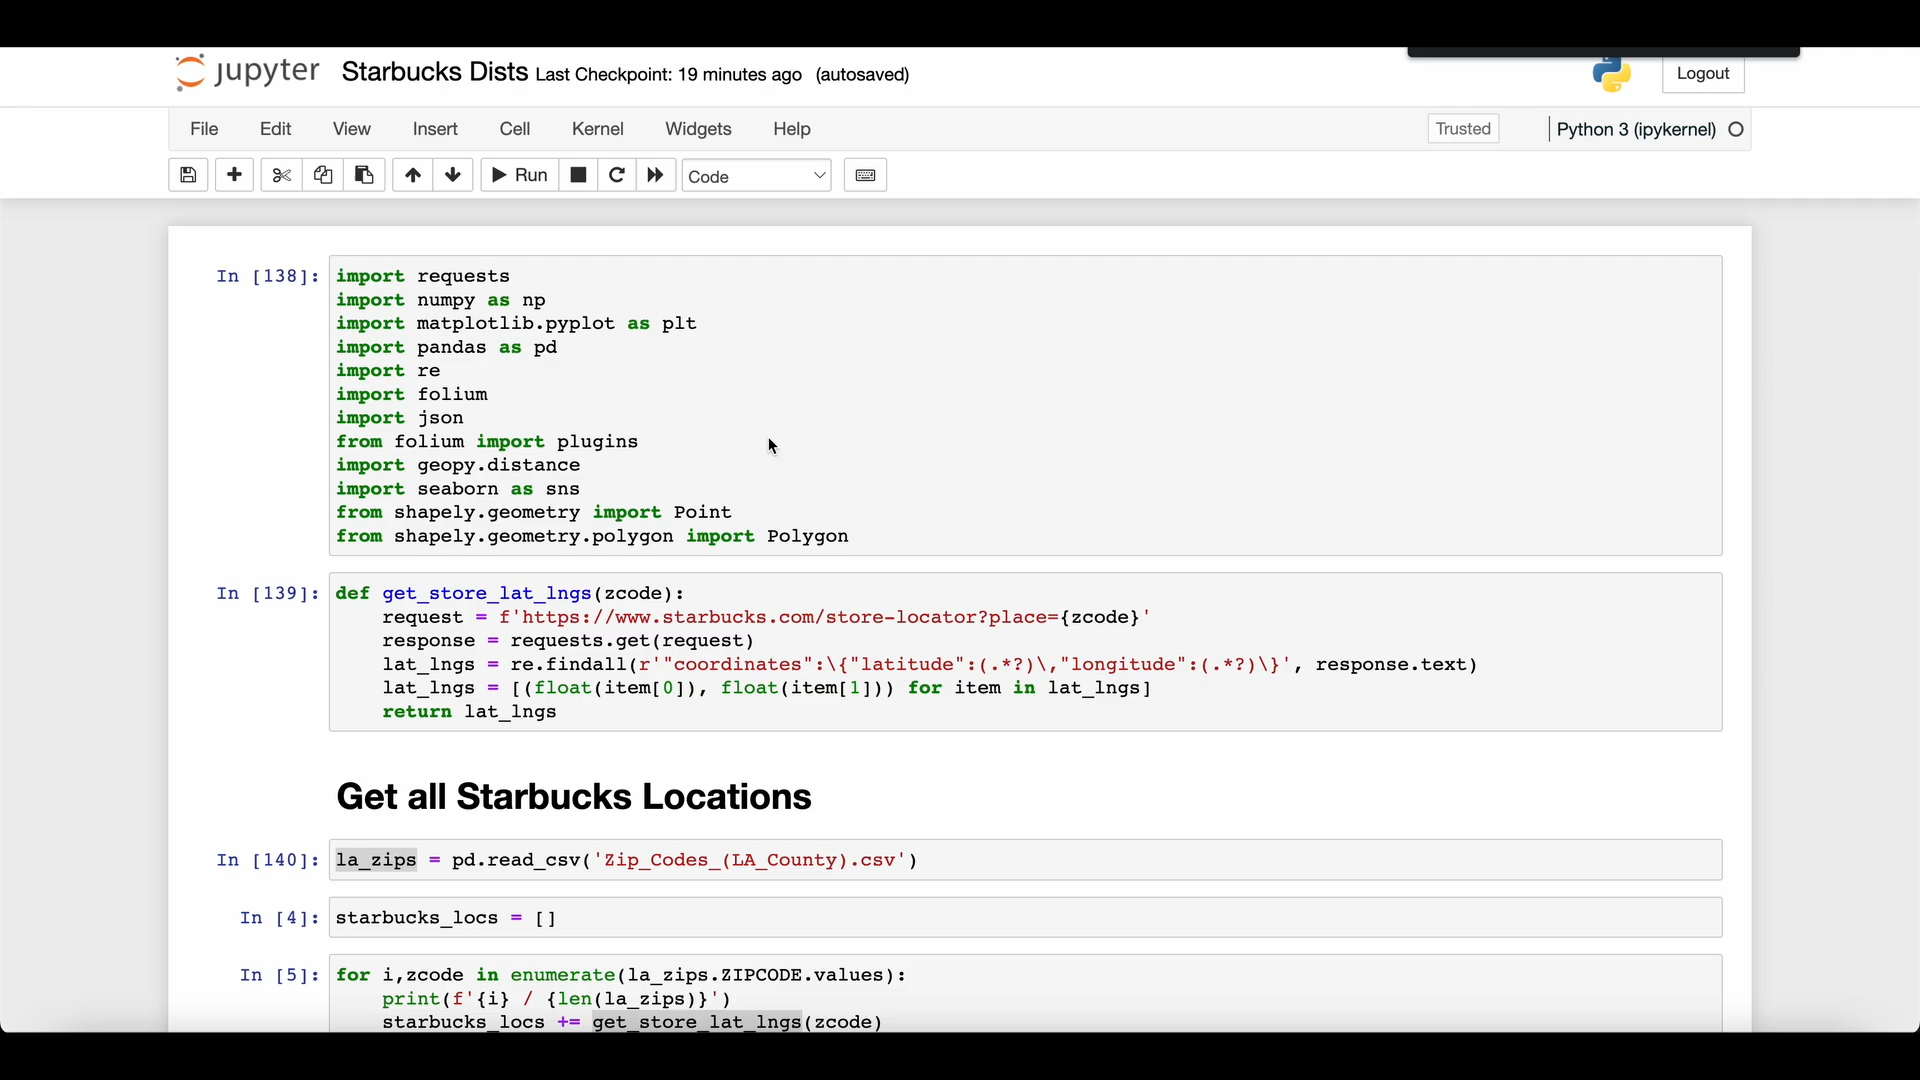 jupyter Starbucks Dists Last Checkpoint: 19 minutes ago (autosaved)
Logout
File Edit View Insert Cell Kernel Widgets Help
Trusted
Python 3 (ipykernel)
Run
Code
In [138]:
import requests
import numpy as np
import matplotlib.pyplot as plt
import pandas as pd
import re
import folium
import json
from folium import plugins
import geopy.distance
import seaborn as sns
from shapely.geometry import Point
from shapely.geometry.polygon import Polygon
In [139]:
def get_store_lat_lngs(zcode):
    request = f'https://www.starbucks.com/store-locator?place={zcode}'
    response = requests.get(request)
    lat_lngs = re.findall(r'"coordinates":\{"latitude":(.*?)\,"longitude":(.*?)\}', response.text)
    lat_lngs = [(float(item[0]), float(item[1])) for item in lat_lngs]
    return lat_lngs
Get all Starbucks Locations
In [140]:
la_zips = pd.read_csv('Zip_Codes_(LA_County).csv')
In [4]:
starbucks_locs = []
In [5]:
for i,zcode in enumerate(la_zips.ZIPCODE.values):
    print(f'{i} / {len(la_zips)}')
    starbucks_locs += get_store_lat_lngs(zcode)